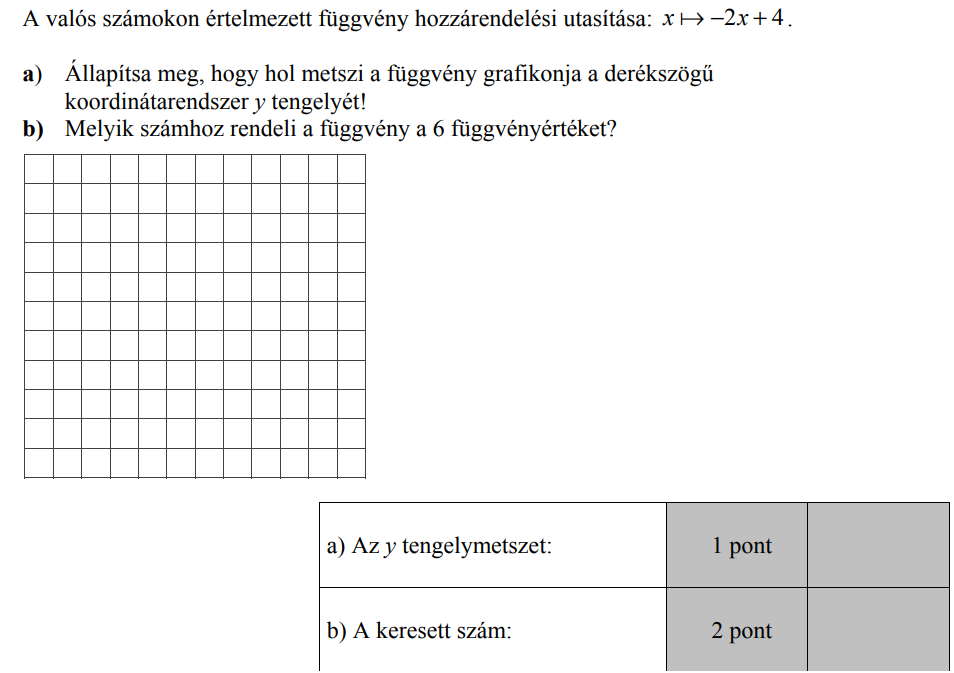 A valós számokon értelmezett függvény hozzárendelési utasítása: x ↦ −2x + 4 .
a) Állapítsa meg, hogy hol metszi a függvény grafikonja a derékszögű
koordinátarendszer y tengelyét!
b) Melyik számhoz rendeli a függvény a 6 függvényértéket?
a) Az y tengelymetszet: 1 pont
b) A keresett szám: 2 pont